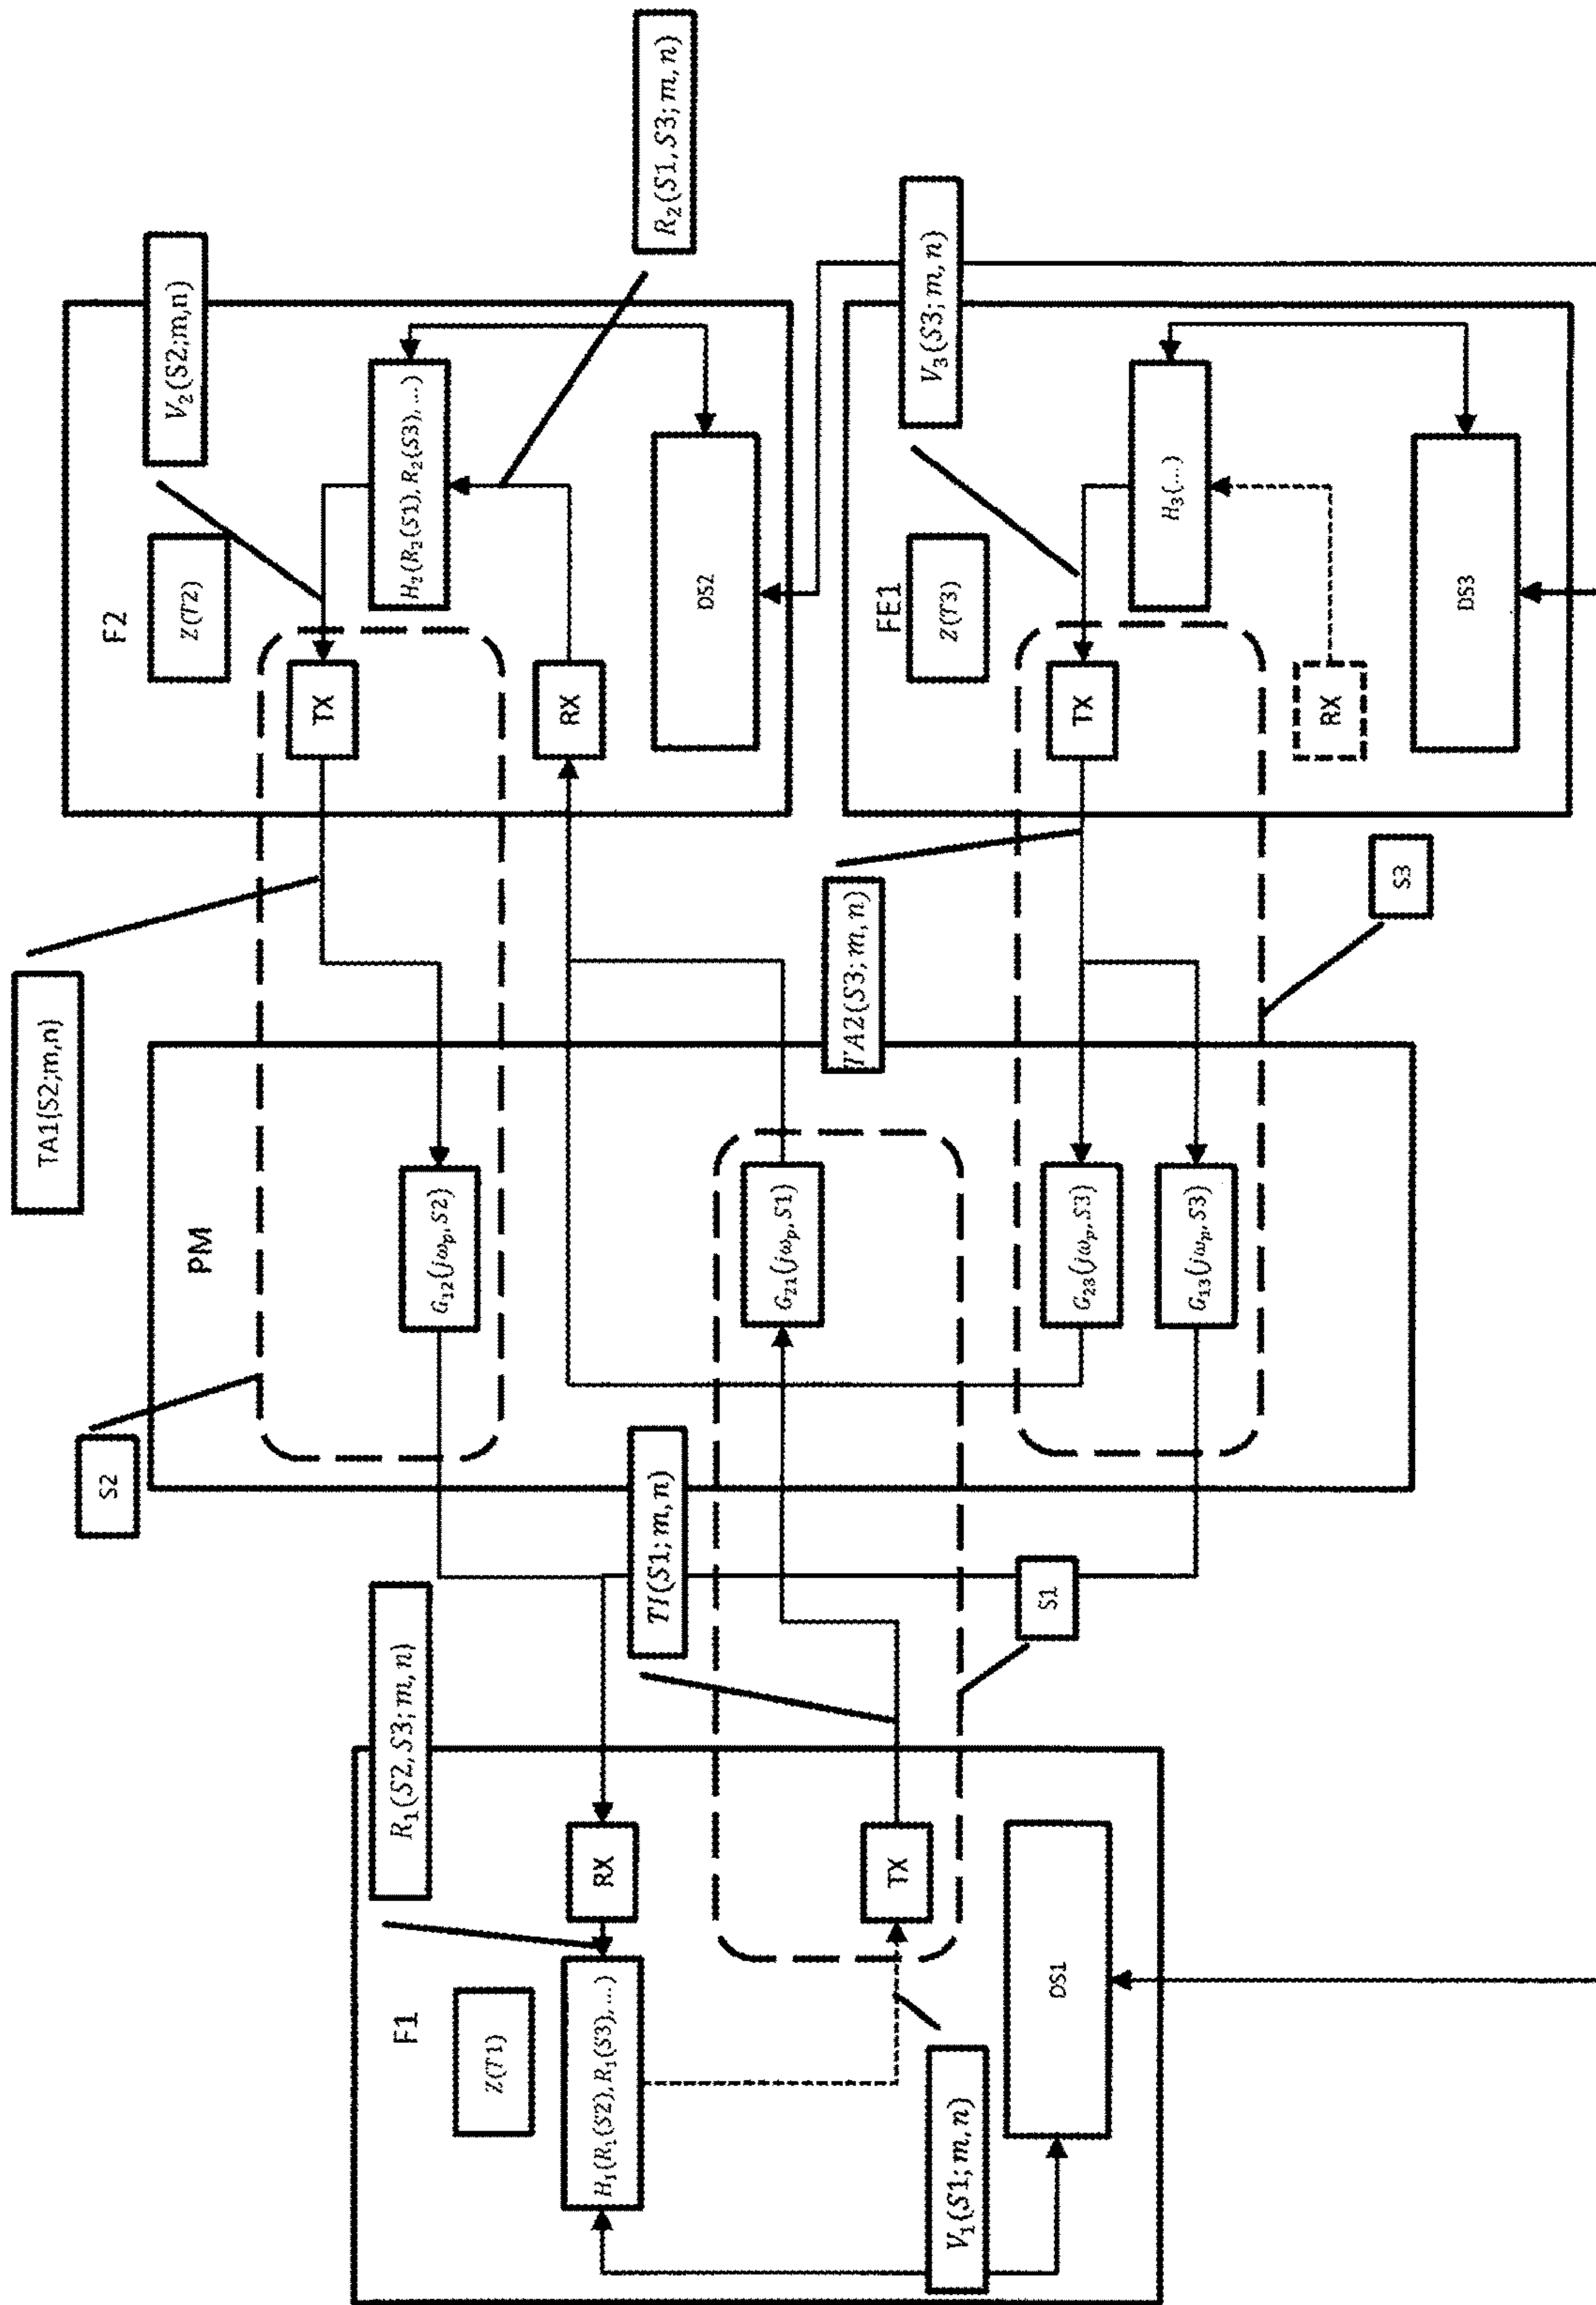 F1
Z(T1)
H₁(R₁(S2), R₁(S3), …)
R₁(S2, S3; m, n)
RX
TX
V₁(S1; m, n)
DS1
TI(S1; m, n)
S1
S2
PM
G₁₂(jωₚ, S2)
G₂₁(jωₚ, S1)
G₂₃(jωₚ, S3)
G₁₃(jωₚ, S3)
TA1(S2;m,n)
TA2(S3; m, n)
S3
F2
Z(T2)
V₂(S2;m,n)
TX
RX
H₂(R₂(S1), R₂(S3), …)
R₂(S1, S3; m, n)
DS2
FE1
Z(T3)
V₃(S3; m, n)
TX
RX
H₃(…)
DS3